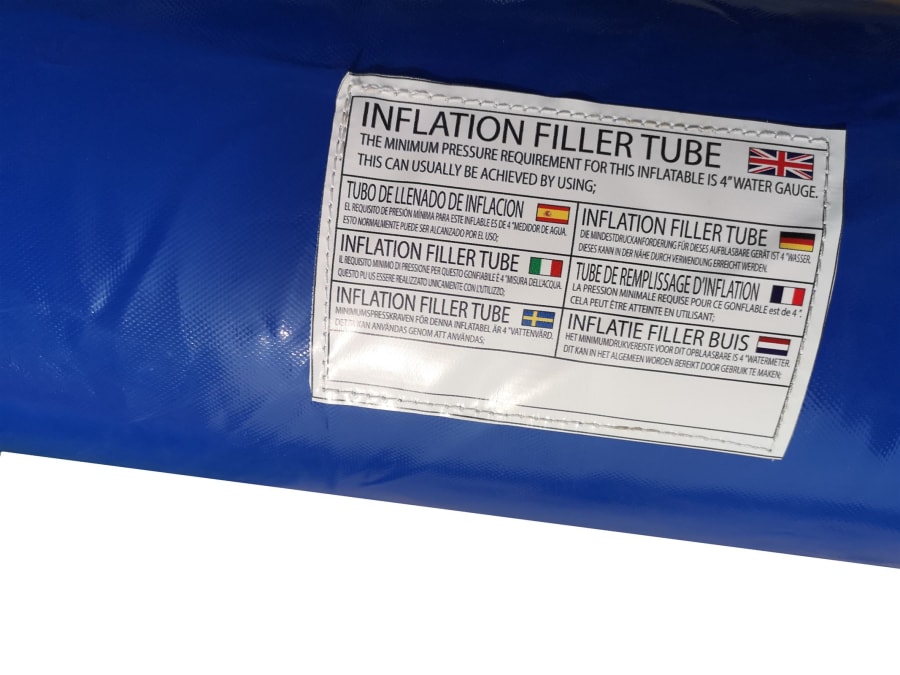 INFLATION FILLER TUBE
THE MINIMUM PRESSURE REQUIREMENT FOR THIS INFLATABLE IS 4" WATER GAUGE.
THIS CAN USUALLY BE ACHIEVED BY USING;
TUBO DE LLENADO DE INFLACION
EL REQUISITO DE PRESIÓN MÍNIMA PARA ESTE INFLABLE ES DE 4 "MEDIDOR DE AGUA.
ESTO NORMALMENTE PUEDE SER ALCANZADO POR EL USO;
INFLATION FILLER TUBE
DIE MINDESTDRUCKANFORDERUNG FÜR DIESES AUFBLASBARE GERÄT IST 4 "WASSER.
DIESES KANN IN DER NÄHE DURCH VERWENDUNG ERREICHT WERDEN.
INFLATION FILLER TUBE
IL REQUISITO MINIMO DI PRESSIONE PER QUESTO GONFIABILE È 4 "MISURA DELL'ACQUA.
QUESTO PU US ESSERE REALIZZATO UNICAMENTE CON L'UTILIZZO;
TUBE DE REMPLISSAGE D'INFLATION
LA PRESSION MINIMALE REQUISE POUR CE GONFLABLE est de 4 ".
CELA PEUT ÊTRE ATTEINTE EN UTILISANT;
INFLATION FILLER TUBE
MINIMUMSPRESSKRAVEN FÖR DENNA INFLATABEL ÄR 4 "VATTENVÄRD.
DETTA KAN ANVÄNDAS GENOM ATT ANVÄNDAS;
INFLATIE FILLER BUIS
HET MINIMUMDRUKVEREISTE VOOR DIT OPBLAASBARE IS 4 "WATERMETER.
DIT KAN IN HET ALGEMEEN WORDEN BEREIKT DOOR GEBRUIK TE MAKEN;